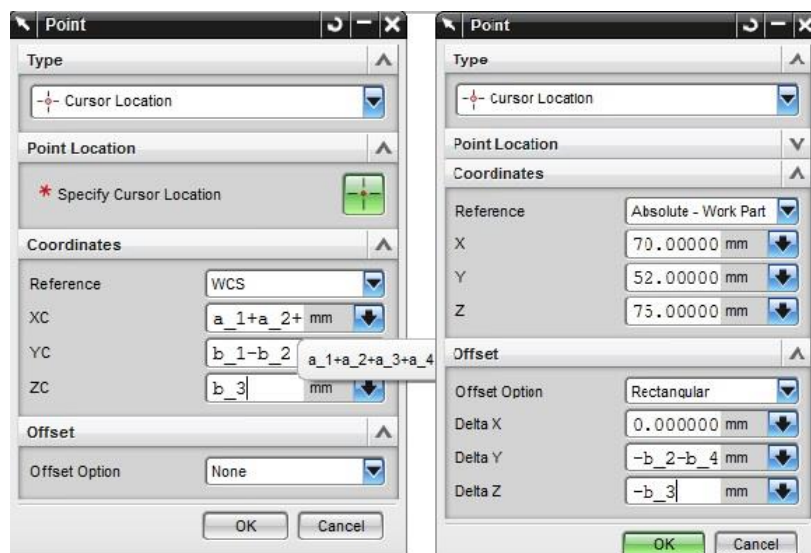 Point
Type
Cursor Location
Point Location
* Specify Cursor Location
Coordinates
Reference WCS
XC a_1+a_2+ mm
YC b_1-b_2
a_1+a_2+a_3+a_4
ZC b_3 mm
Offset
Offset Option None
OK Cancel
Point
Type
Cursor Location
Point Location
Coordinates
Reference Absolute - Work Part
X 70.00000 mm
Y 52.00000 mm
Z 75.00000 mm
Offset
Offset Option Rectangular
Delta X 0.000000 mm
Delta Y -b_2-b_4 mm
Delta Z -b_3 mm
OK Cancel